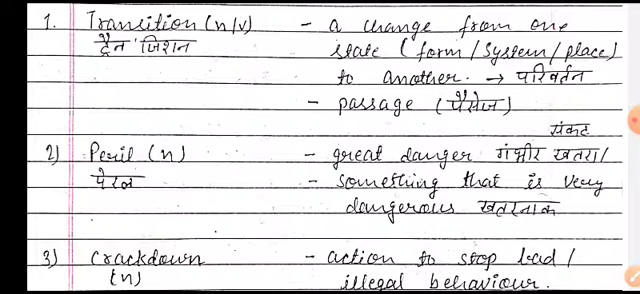 1. Transition (n/v) - a change from one
ट्रैन'जिशन state (form/system/place)
to another. → परिवर्तन
- passage (पैसेज)
संकट
2) Peril (n) - great danger गंभीर खतरा/
पेरल - something that is very
dangerous खतरनाक
3) Crackdown - action to stop bad/
(n) illegal behaviour.